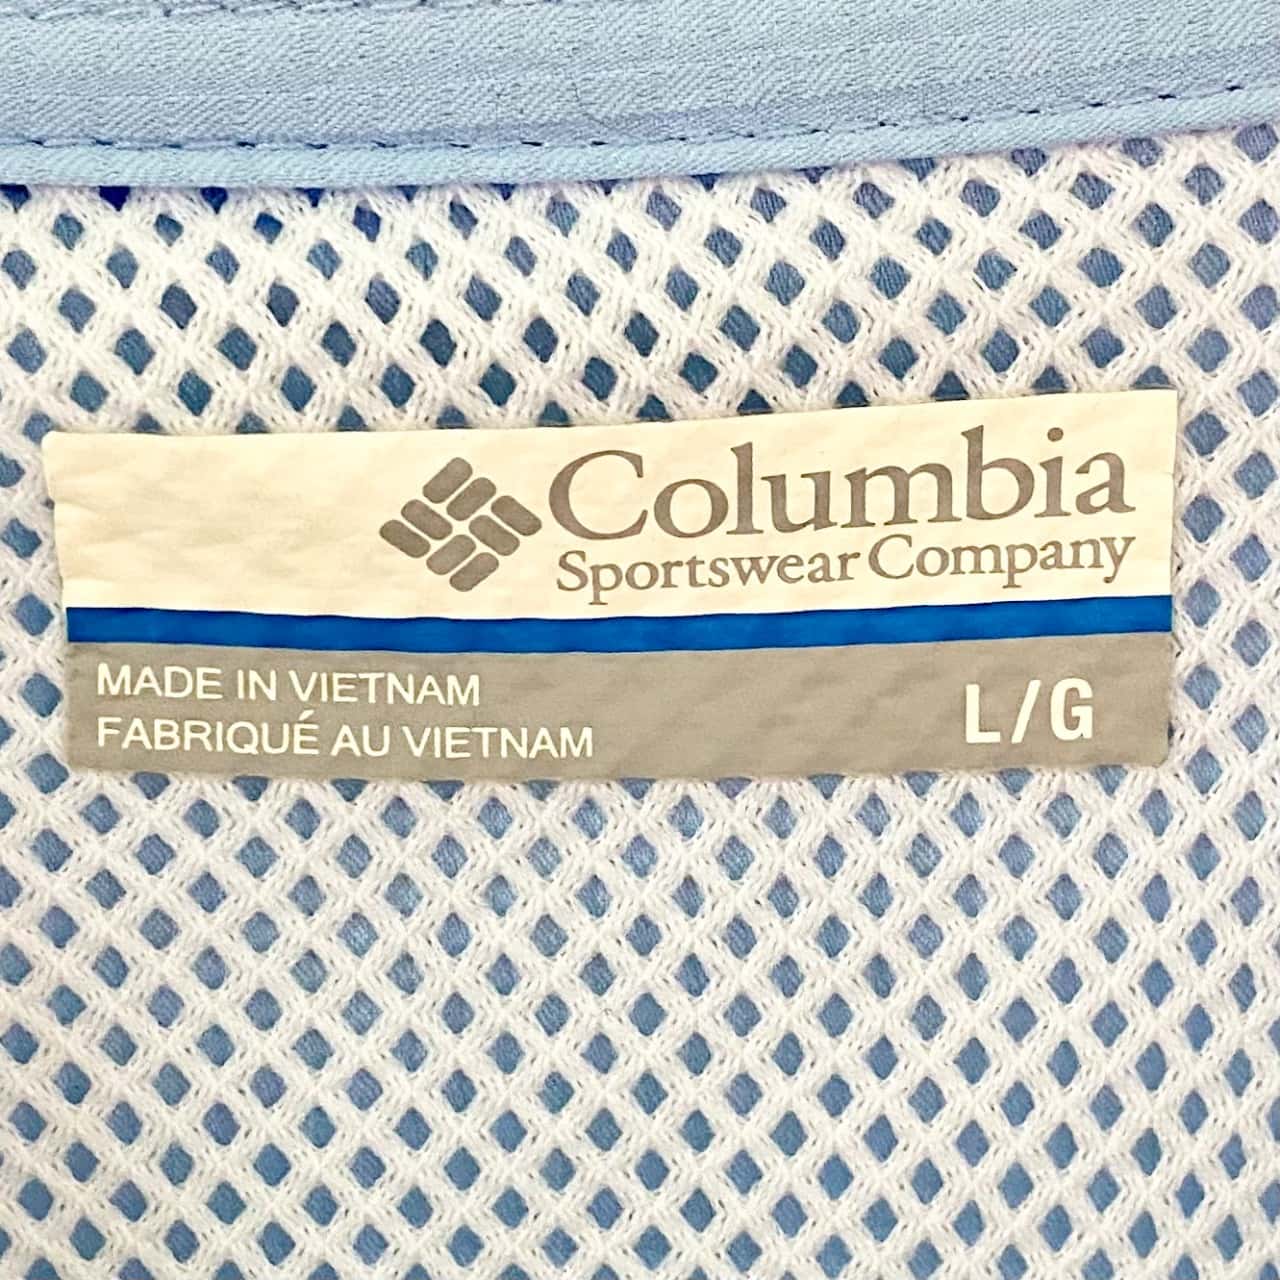 Columbia
Sportswear Company
MADE IN VIETNAM
FABRIQUÉ AU VIETNAM
L/G